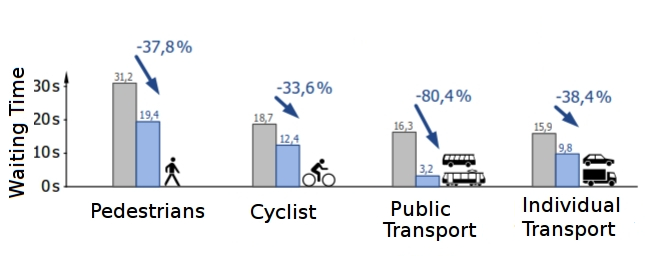 Waiting Time
30s
20s
10s
0s
31,2
19,4
-37,8%
Pedestrians
18,7
12,4
-33,6%
Cyclist
16,3
3,2
-80,4%
Public
Transport
15,9
9,8
-38,4%
Individual
Transport